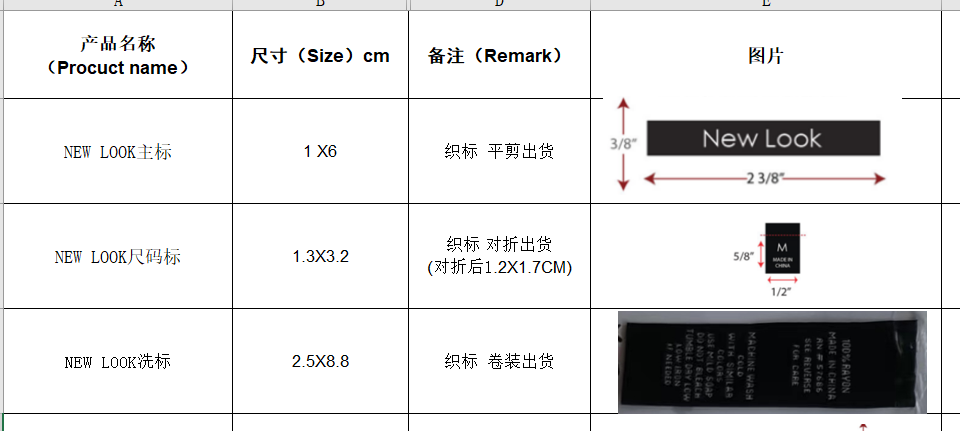 A B D E
产品名称
（Procuct name）
尺寸（Size）cm
备注（Remark）
图片
NEW LOOK主标
1 X6
织标 平剪出货
3/8"
New Look
2 3/8"
NEW LOOK尺码标
1.3X3.2
织标 对折出货
(对折后1.2X1.7CM)
5/8"
M
MADE IN
CHINA
1/2"
NEW LOOK洗标
2.5X8.8
织标 卷装出货
100% RAYON
MADE IN CHINA
RN #57686
SEE REVERSE
FOR CARE
MACHINE WASH
COLD
WITH SIMILAR
COLORS
USE MILD SOAP
DO NOT BLEACH
TUMBLE DRY LOW
LOW IRON
IF NEEDED